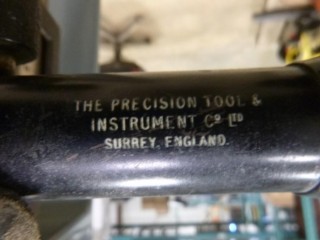 THE PRECISION TOOL &
INSTRUMENT Cº LTD
SURREY, ENGLAND.